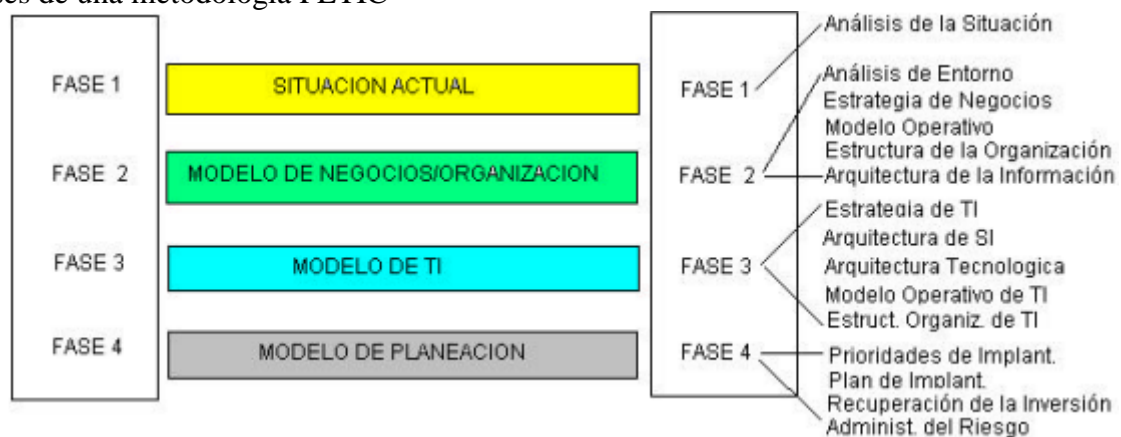 FASE 1
SITUACION ACTUAL
FASE 1
Análisis de la Situación
FASE 2
MODELO DE NEGOCIOS/ORGANIZACION
FASE 2
Análisis de Entorno
Estrategia de Negocios
Modelo Operativo
Estructura de la Organización
Arquitectura de la Información
FASE 3
MODELO DE TI
FASE 3
Estrategia de TI
Arquitectura de SI
Arquitectura Tecnologica
Modelo Operativo de TI
Estruct. Organiz. de TI
FASE 4
MODELO DE PLANEACION
FASE 4
Prioridades de Implant.
Plan de Implant.
Recuperación de la Inversión
Administ. del Riesgo